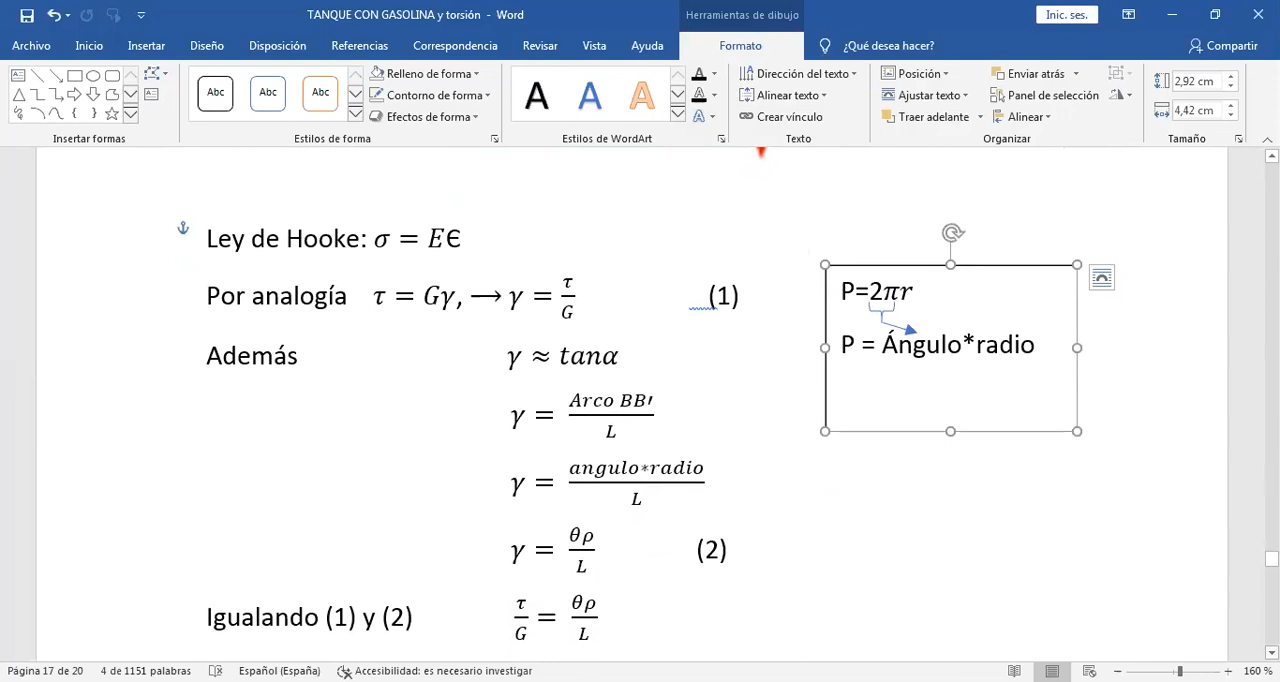 TANQUE CON GASOLINA y torsión - Word
Herramientas de dibujo
Inic. ses.
Archivo Inicio Insertar Diseño Disposición Referencias Correspondencia Revisar Vista Ayuda Formato ¿Qué desea hacer? Compartir
Abc Abc Abc
Relleno de forma
Contorno de forma
Efectos de forma
A A A
Dirección del texto
Alinear texto
Crear vínculo
Posición
Ajustar texto
Traer adelante
Enviar atrás
Panel de selección
Alinear
2,92 cm
4,42 cm
Insertar formas Estilos de forma Estilos de WordArt Texto Organizar Tamaño
Ley de Hooke: σ = EЄ
Por analogía τ = Gγ, ⟶ γ = τ/G (1)
Además γ ≈ tanα
γ = Arco BB′/L
γ = angulo*radio/L
γ = θρ/L (2)
Igualando (1) y (2) τ/G = θρ/L
P=2πr
P = Ángulo*radio
Página 17 de 20 4 de 1151 palabras Español (España) Accesibilidad: es necesario investigar 160 %